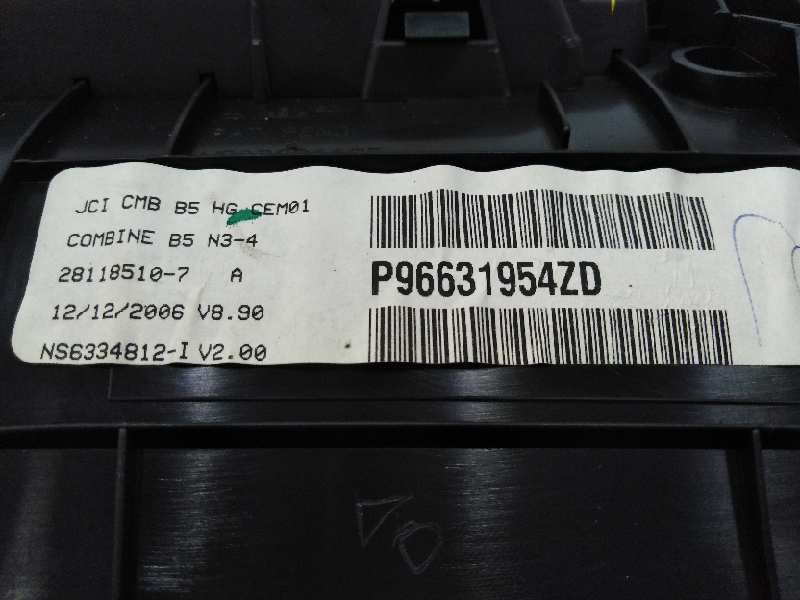 JCI CMB B5 HG CEM01
COMBINE B5 N3-4
28118510-7 A
12/12/2006 V8.90
NS6334812-I V2.00
P96631954ZD